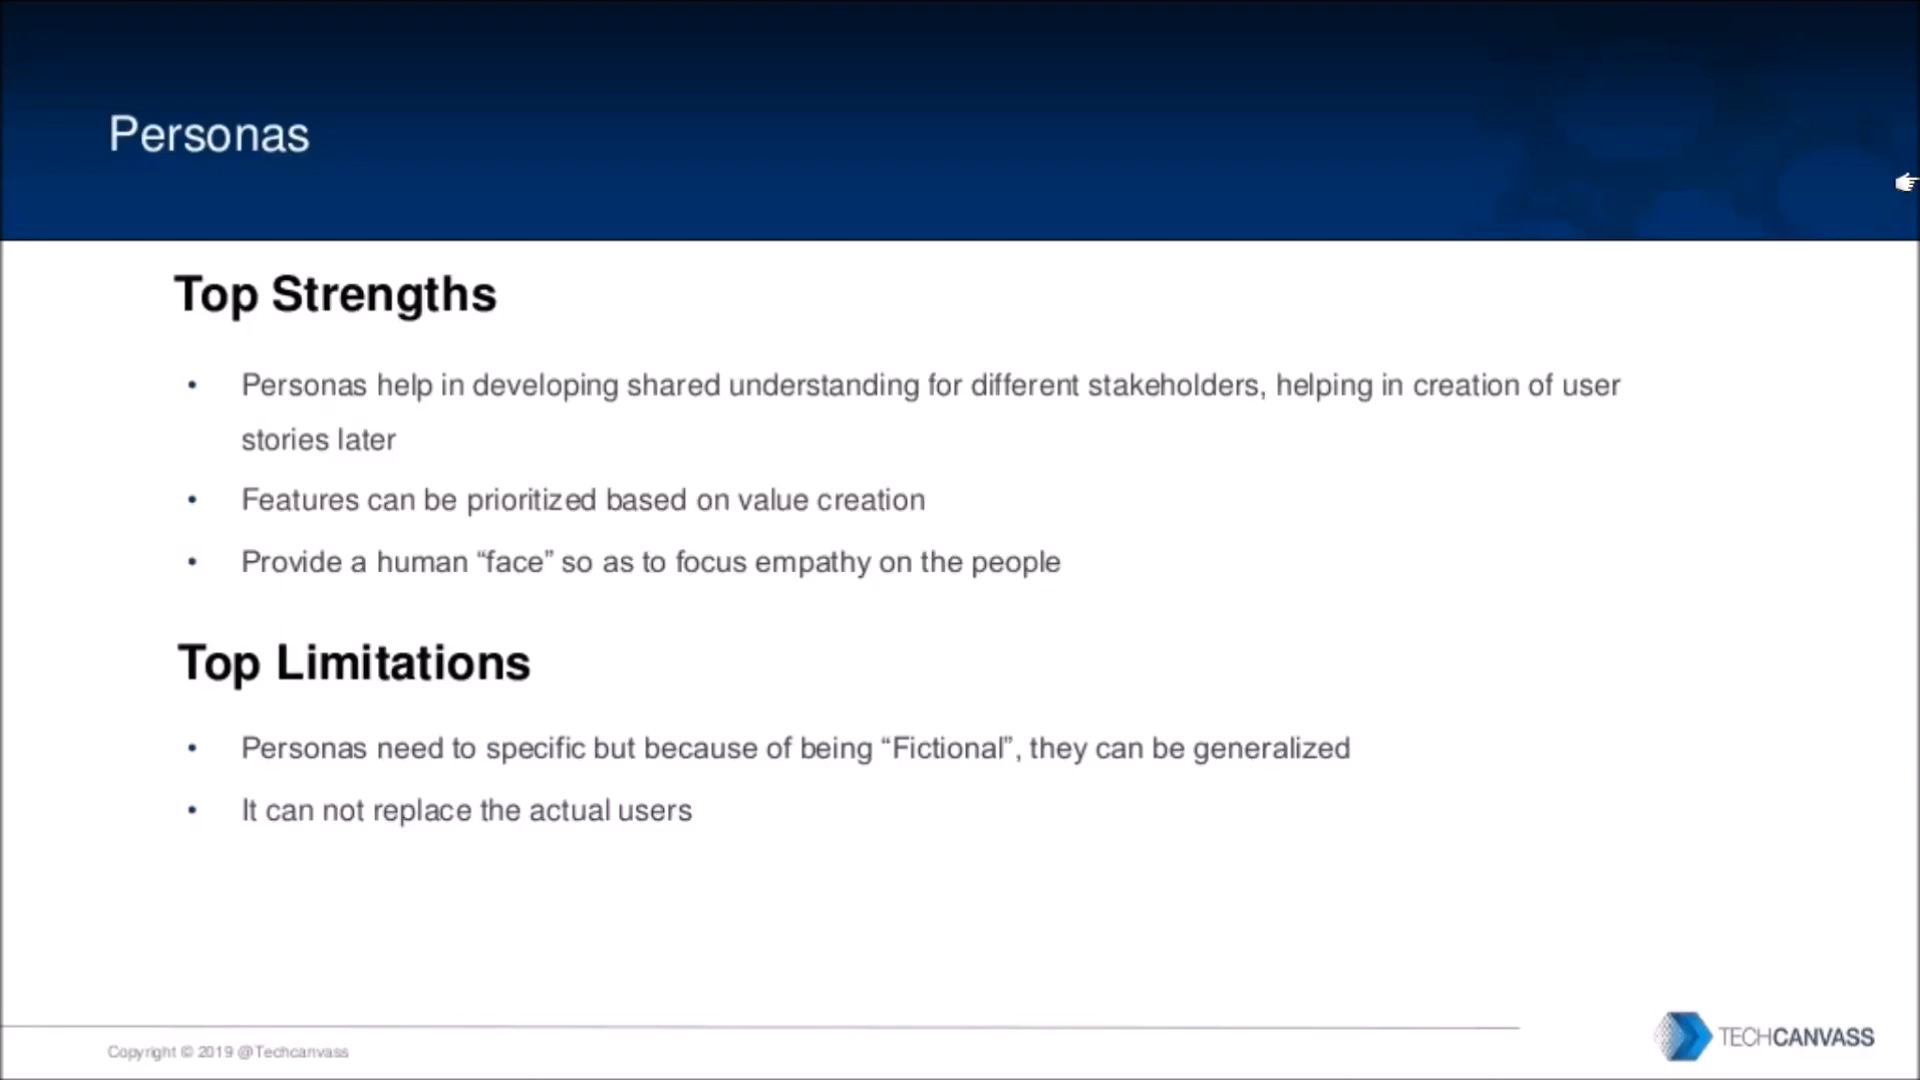 Personas
Top Strengths
• Personas help in developing shared understanding for different stakeholders, helping in creation of user
stories later
• Features can be prioritized based on value creation
• Provide a human “face” so as to focus empathy on the people
Top Limitations
• Personas need to specific but because of being “Fictional”, they can be generalized
• It can not replace the actual users
Copyright © 2019 @Techcanvass
TECHCANVASS